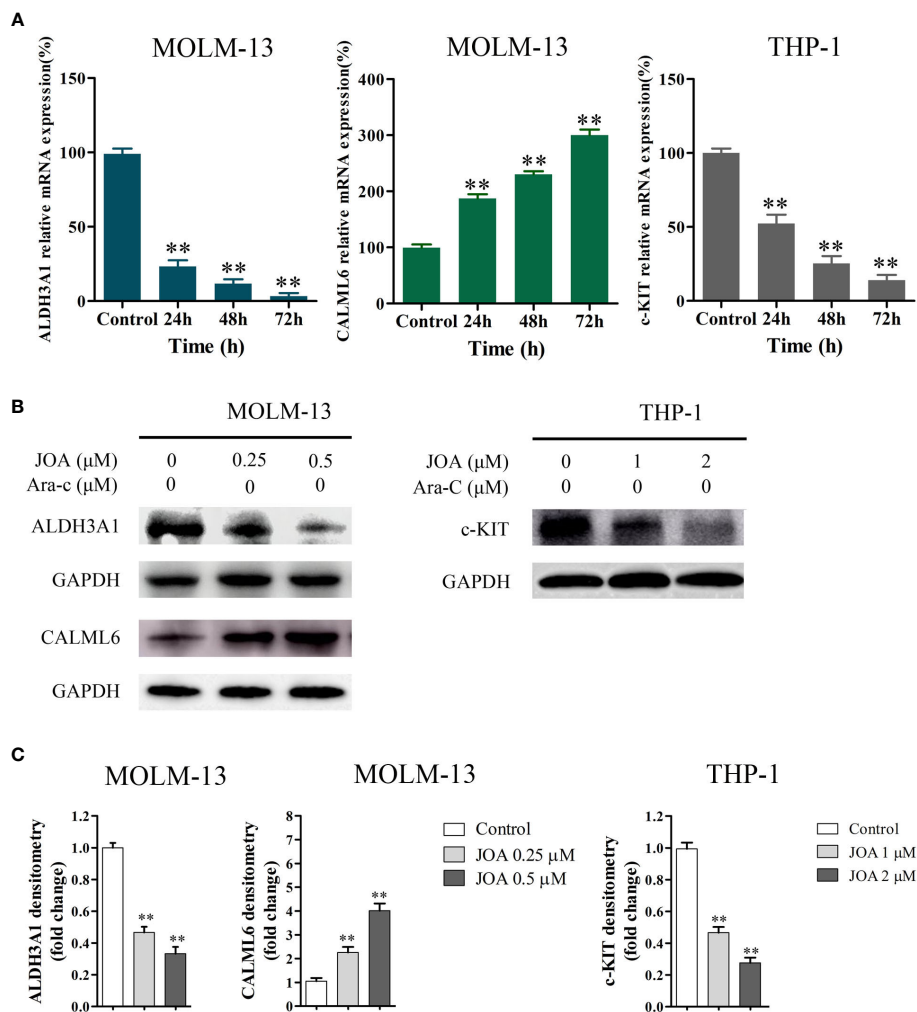 A
MOLM-13
ALDH3A1 relative mRNA expression(%)
150
100
50
0
Control 24h 48h 72h
** ** **
Time (h)
MOLM-13
CALML6 relative mRNA expression(%)
400
300
200
100
0
Control 24h 48h 72h
** ** **
Time (h)
THP-1
c-KIT relative mRNA expression(%)
150
100
50
0
Control 24h 48h 72h
** ** **
Time (h)
B
MOLM-13
JOA (μM) 0 0.25 0.5
Ara-c (μM) 0 0 0
ALDH3A1
GAPDH
CALML6
GAPDH
THP-1
JOA (μM) 0 1 2
Ara-C (μM) 0 0 0
c-KIT
GAPDH
C
MOLM-13
ALDH3A1 densitometry
(fold change)
1.2
1.0
0.8
0.6
0.4
0.2
0.0
** **
MOLM-13
CALML6 densitometry
(fold change)
8
7
6
5
4
3
2
1
0
** **
Control
JOA 0.25 μM
JOA 0.5 μM
THP-1
c-KIT densitometry
(fold change)
1.2
1.0
0.8
0.6
0.4
0.2
0.0
** **
Control
JOA 1 μM
JOA 2 μM